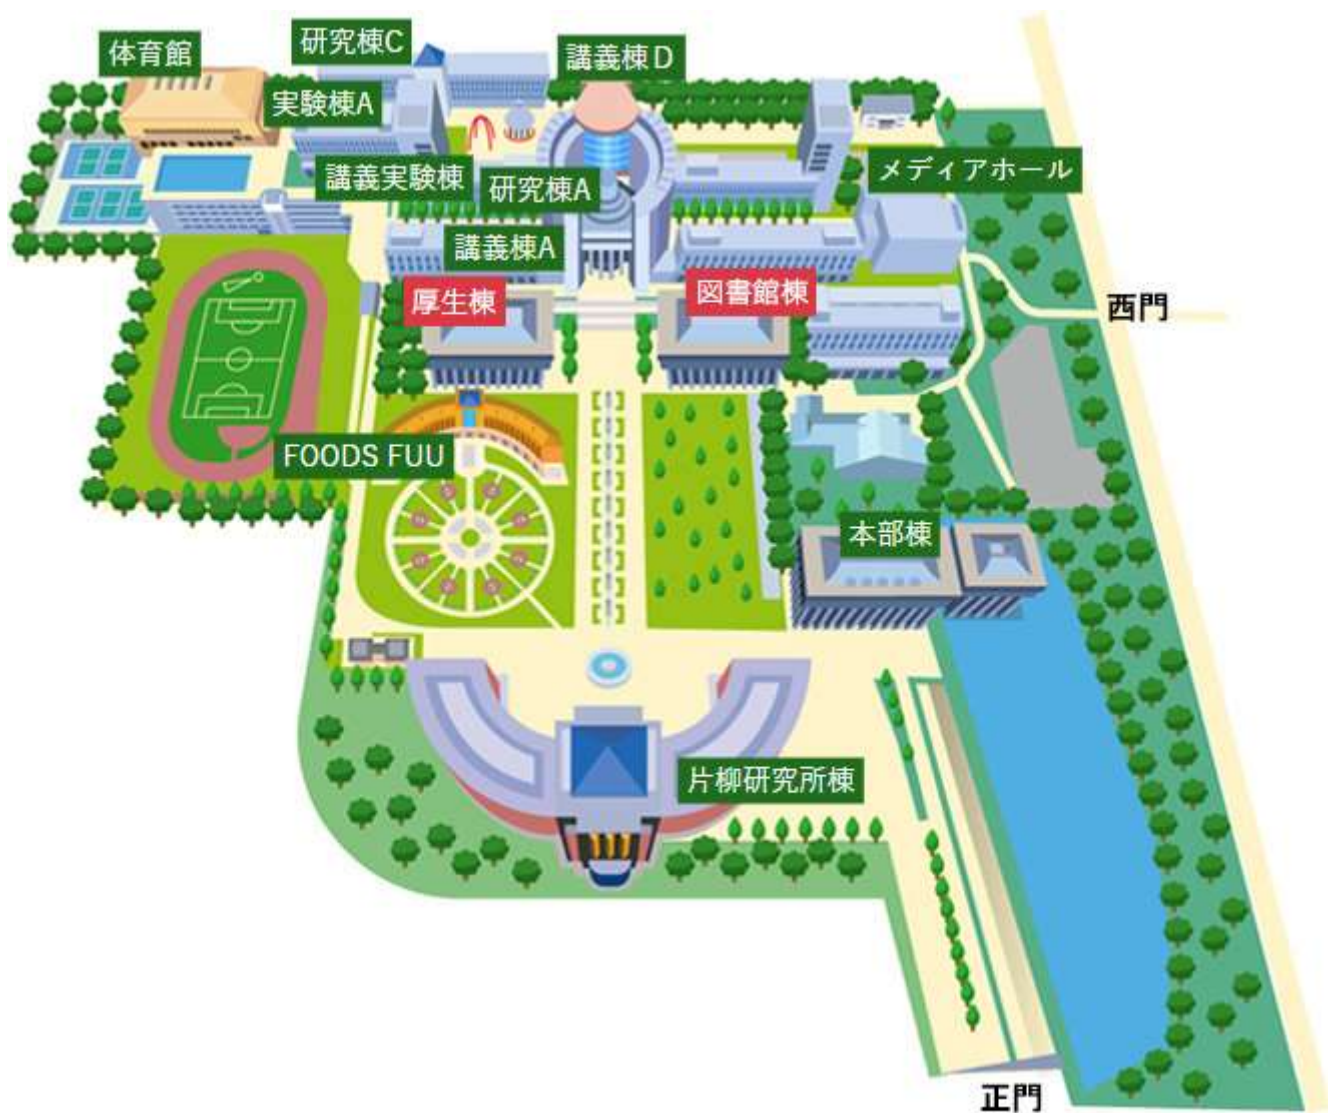 研究棟C
体育館
講義棟D
実験棟A
メディアホール
講義実験棟
研究棟A
講義棟A
図書館棟
厚生棟
西門
FOODS FUU
本部棟
片柳研究所棟
正門